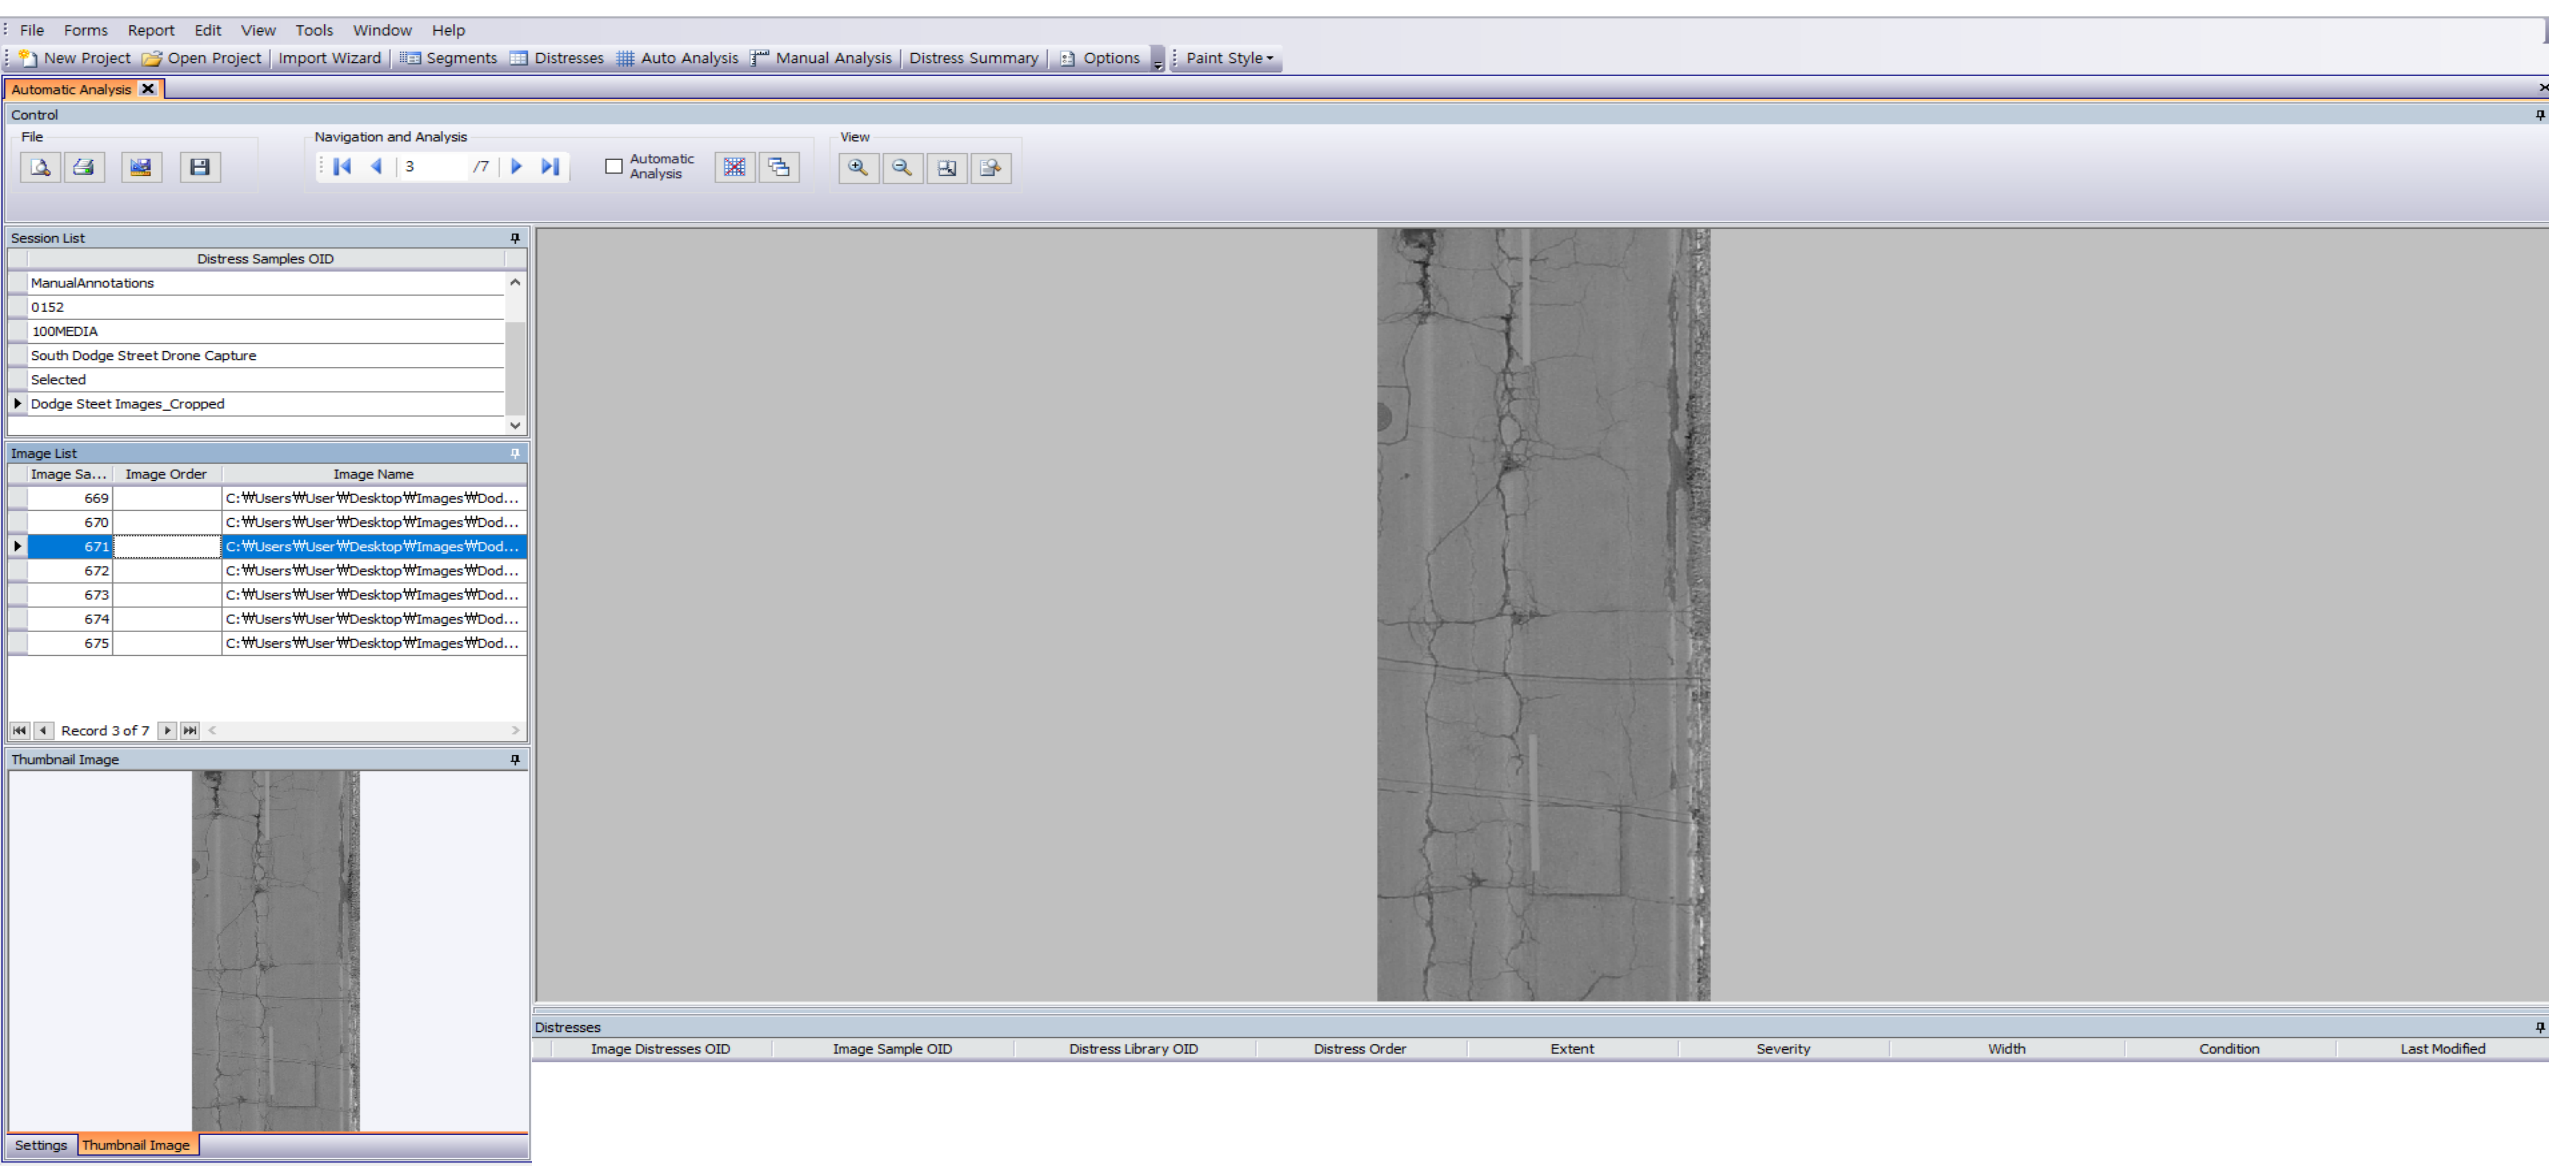 File Forms Report Edit View Tools Window Help
New Project Open Project Import Wizard Segments Distresses Auto Analysis Manual Analysis Distress Summary Options Paint Style
Automatic Analysis
Control
File
Navigation and Analysis
View
3 /7
Automatic
Analysis
Session List
Distress Samples OID
ManualAnnotations
0152
100MEDIA
South Dodge Street Drone Capture
Selected
Dodge Steet Images_Cropped
Image List
Image Sa... Image Order Image Name
669 C:₩Users₩User₩Desktop₩Images₩Dod...
670 C:₩Users₩User₩Desktop₩Images₩Dod...
671 C:₩Users₩User₩Desktop₩Images₩Dod...
672 C:₩Users₩User₩Desktop₩Images₩Dod...
673 C:₩Users₩User₩Desktop₩Images₩Dod...
674 C:₩Users₩User₩Desktop₩Images₩Dod...
675 C:₩Users₩User₩Desktop₩Images₩Dod...
Record 3 of 7
Thumbnail Image
Settings Thumbnail Image
Distresses
Image Distresses OID Image Sample OID Distress Library OID Distress Order Extent Severity Width Condition Last Modified